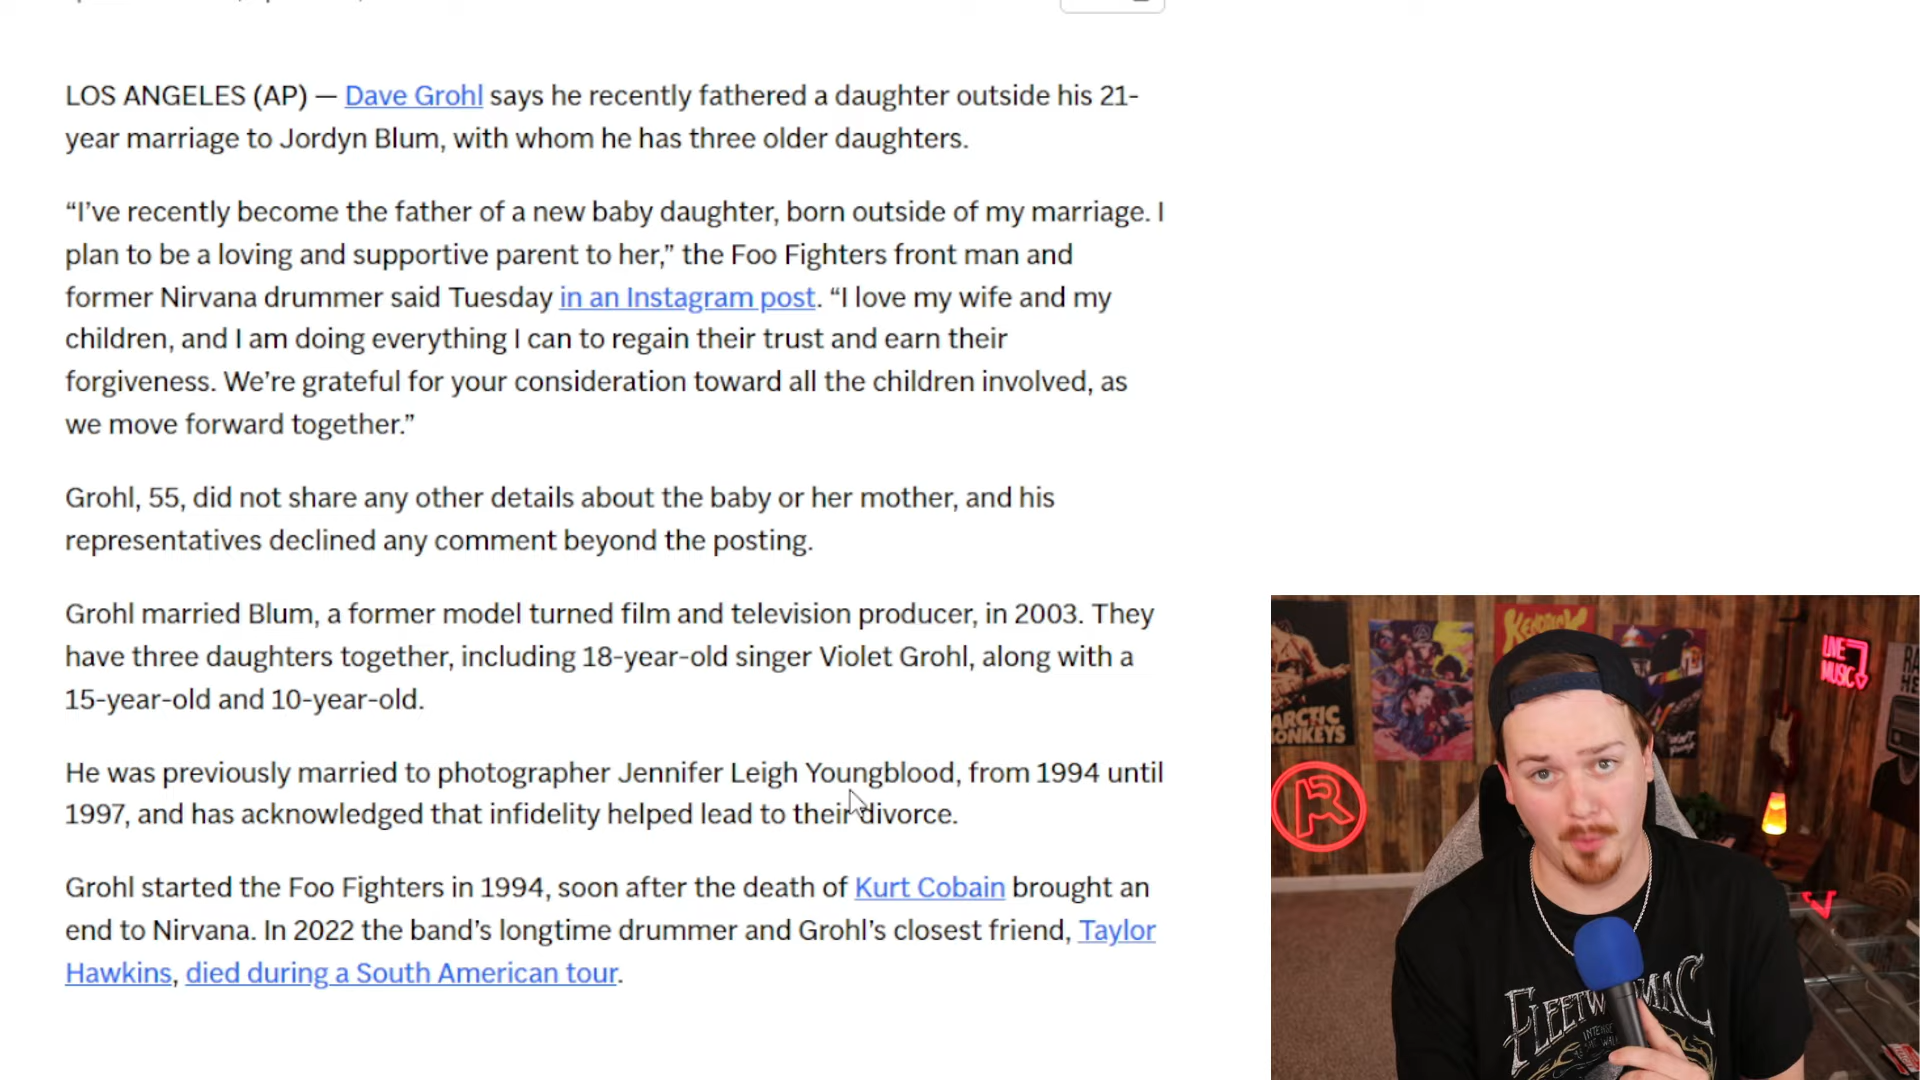 LOS ANGELES (AP) — Dave Grohl says he recently fathered a daughter outside his 21-
year marriage to Jordyn Blum, with whom he has three older daughters.
“I’ve recently become the father of a new baby daughter, born outside of my marriage. I
plan to be a loving and supportive parent to her,” the Foo Fighters front man and
former Nirvana drummer said Tuesday in an Instagram post. “I love my wife and my
children, and I am doing everything I can to regain their trust and earn their
forgiveness. We’re grateful for your consideration toward all the children involved, as
we move forward together.”
Grohl, 55, did not share any other details about the baby or her mother, and his
representatives declined any comment beyond the posting.
Grohl married Blum, a former model turned film and television producer, in 2003. They
have three daughters together, including 18-year-old singer Violet Grohl, along with a
15-year-old and 10-year-old.
He was previously married to photographer Jennifer Leigh Youngblood, from 1994 until
1997, and has acknowledged that infidelity helped lead to their divorce.
Grohl started the Foo Fighters in 1994, soon after the death of Kurt Cobain brought an
end to Nirvana. In 2022 the band’s longtime drummer and Grohl’s closest friend, Taylor
Hawkins, died during a South American tour.
LIVE
MUSIC
RA
HE
ARCTIC
ONKEYS
R
FLEETW MAC